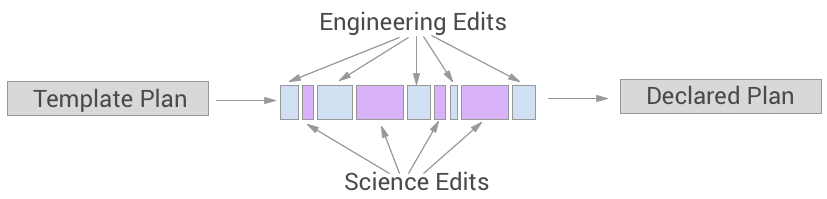 Engineering Edits
Template Plan
Declared Plan
Science Edits